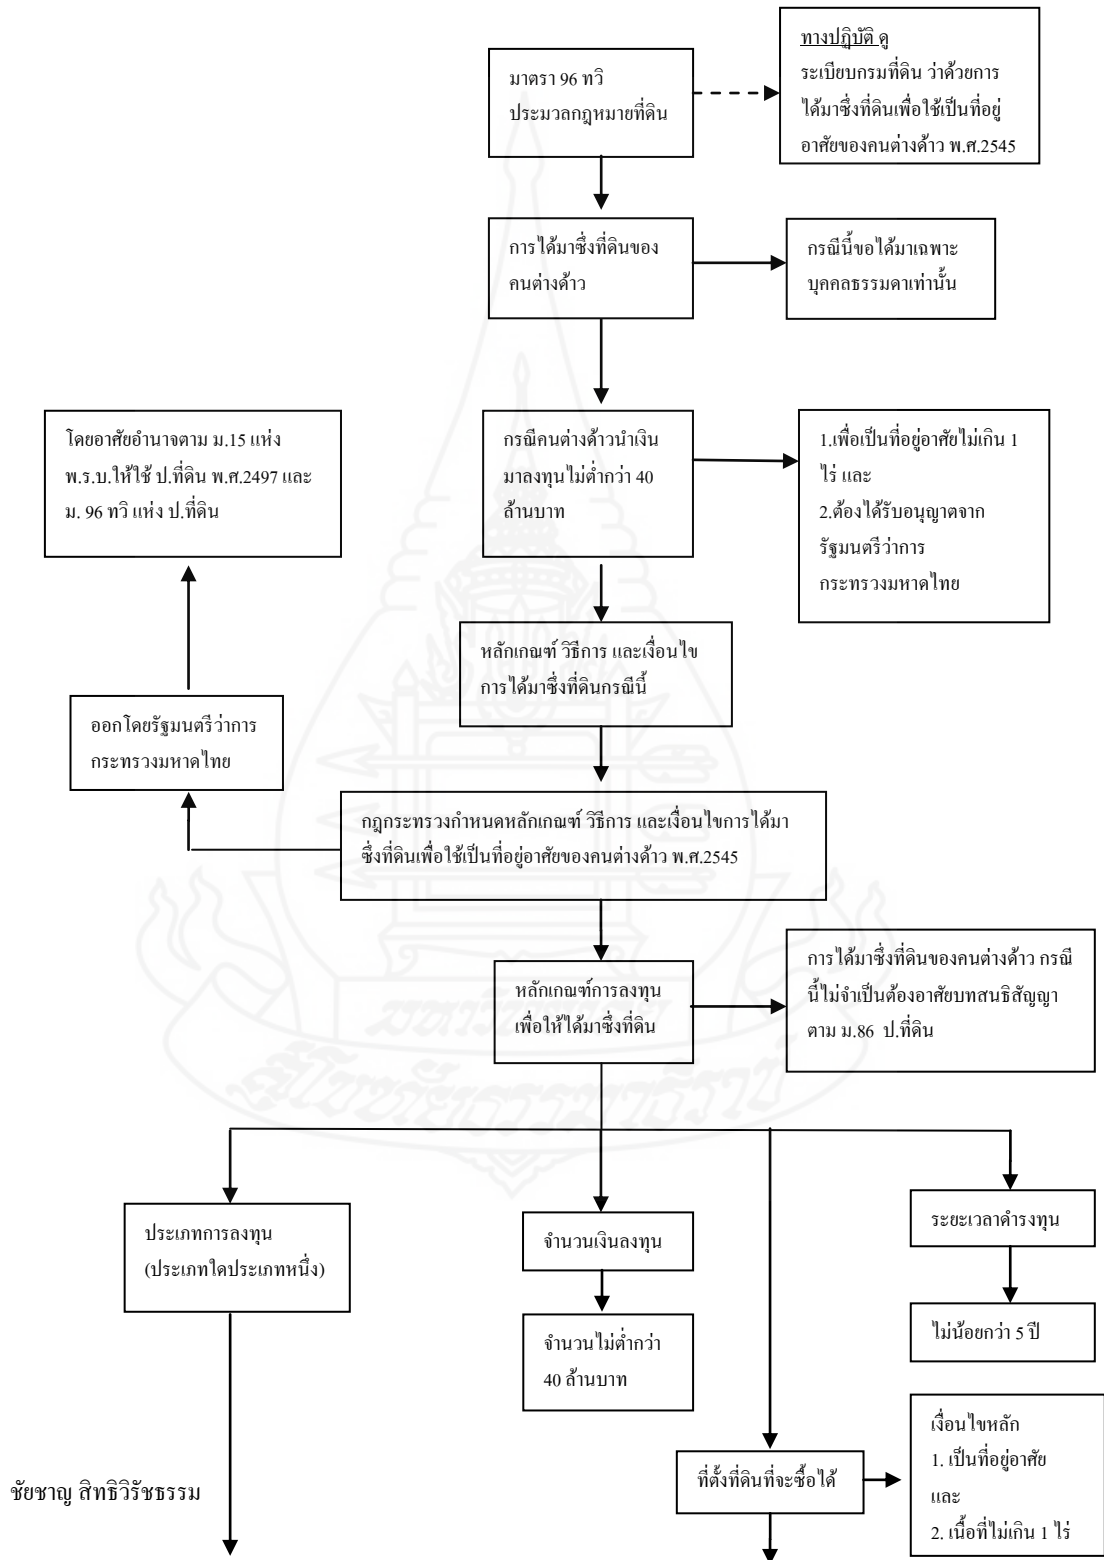 ทางปฏิบัติ ดู
ระเบียบกรมที่ดิน ว่าด้วยการ
ได้มาซึ่งที่ดินเพื่อใช้เป็นที่อยู่
อาศัยของคนต่างด้าว พ.ศ.2545
มาตรา 96 ทวิ
ประมวลกฎหมายที่ดิน
การได้มาซึ่งที่ดินของ
คนต่างด้าว
กรณีนี้ขอได้มาเฉพาะ
บุคคลธรรมดาเท่านั้น
โดยอาศัยอำนาจตาม ม.15 แห่ง
พ.ร.บ.ให้ใช้ ป.ที่ดิน พ.ศ.2497 และ
ม. 96 ทวิ แห่ง ป.ที่ดิน
กรณีคนต่างด้าวนำเงิน
มาลงทุนไม่ต่ำกว่า 40
ล้านบาท
1.เพื่อเป็นที่อยู่อาศัยไม่เกิน 1
ไร่ และ
2.ต้องได้รับอนุญาตจาก
รัฐมนตรีว่าการ
กระทรวงมหาดไทย
หลักเกณฑ์ วิธีการ และเงื่อนไข
การได้มาซึ่งที่ดินกรณีนี้
ออกโดยรัฐมนตรีว่าการ
กระทรวงมหาดไทย
กฎกระทรวงกำหนดหลักเกณฑ์ วิธีการ และเงื่อนไขการได้มา
ซึ่งที่ดินเพื่อใช้เป็นที่อยู่อาศัยของคนต่างด้าว พ.ศ.2545
หลักเกณฑ์การลงทุน
เพื่อให้ได้มาซึ่งที่ดิน
การได้มาซึ่งที่ดินของคนต่างด้าว กรณี
นี้ไม่จำเป็นต้องอาศัยบทสนธิสัญญา
ตาม ม.86 ป.ที่ดิน
สุโขทัยธรรมาธิราช
ประเภทการลงทุน
(ประเภทใดประเภทหนึ่ง)
จำนวนเงินลงทุน
ระยะเวลาดำรงทุน
จำนวนไม่ต่ำกว่า
40 ล้านบาท
ไม่น้อยกว่า 5 ปี
ที่ตั้งที่ดินที่จะซื้อได้
เงื่อนไขหลัก
1. เป็นที่อยู่อาศัย
และ
2. เนื้อที่ไม่เกิน 1 ไร่
ชัยชาญ สิทธิวิรัชธรรม